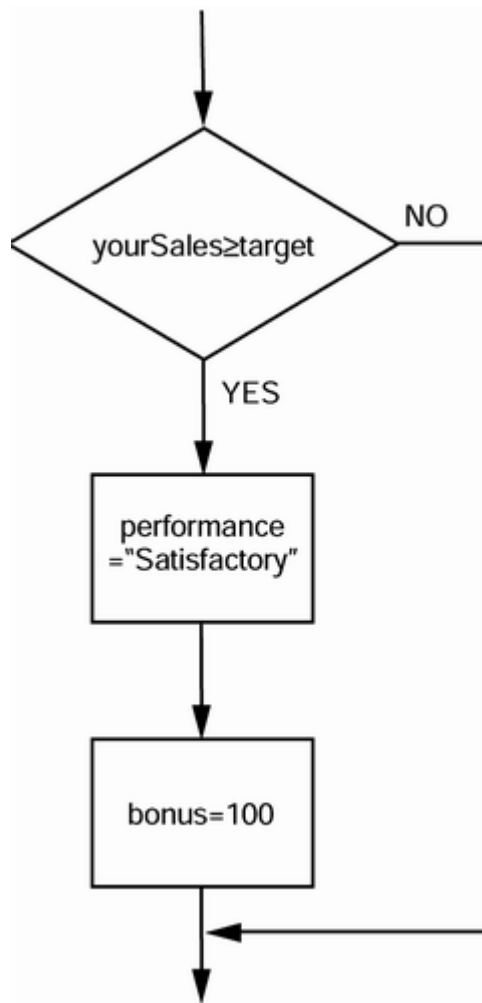 yourSales≥target
NO
YES
performance
="Satisfactory"
bonus=100